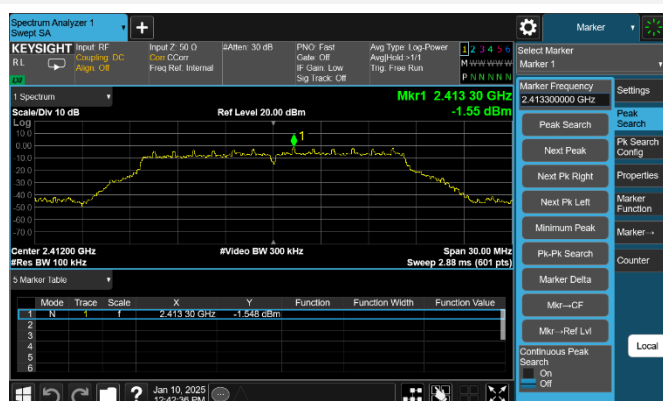 Spectrum Analyzer 1
Swept SA
+
Marker
KEYSIGHT
RL
Input: RF
Coupling: DC
Align: Off
Input Z: 50 Ω
Corr CCorr
Freq Ref: Internal
#Atten: 30 dB
PNO: Fast
Gate: Off
IF Gain: Low
Sig Track: Off
Avg Type: Log-Power
Avg|Hold >1/1
Trig: Free Run
1 2 3 4 5 6
M W W W W W
P N N N N N
Select Marker
Marker 1
1 Spectrum
Scale/Div 10 dB
Ref Level 20.00 dBm
Mkr1 2.413 30 GHz
-1.55 dBm
Log
10.0
0.00
-10.0
-20.0
-30.0
-40.0
-50.0
-60.0
-70.0
1
Center 2.41200 GHz
#Res BW 100 kHz
#Video BW 300 kHz
Span 30.00 MHz
Sweep 2.88 ms (601 pts)
5 Marker Table
Mode Trace Scale X Y Function Function Width Function Value
1 N 1 f 2.413 30 GHz -1.548 dBm
2
3
4
5
6
Marker Frequency
2.413300000 GHz
Peak Search
Next Peak
Next Pk Right
Next Pk Left
Minimum Peak
Pk-Pk Search
Marker Delta
Mkr→CF
Mkr→Ref Lvl
Continuous Peak
Search
On
Off
Settings
Peak
Search
Pk Search
Config
Properties
Marker
Function
Marker→
Counter
Local
?
Jan 10, 2025
12:42:36 PM